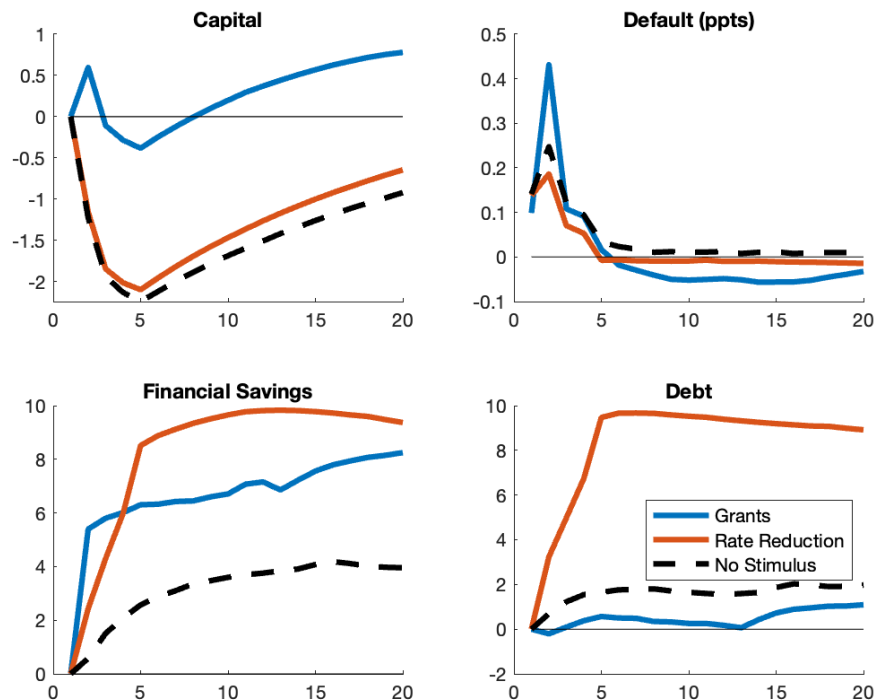 Capital
1
0.5
0
-0.5
-1
-1.5
-2
0 5 10 15 20
Default (ppts)
0.5
0.4
0.3
0.2
0.1
0
-0.1
0 5 10 15 20
Financial Savings
10
8
6
4
2
0
0 5 10 15 20
Debt
10
8
6
4
2
0
-2
0 5 10 15 20
Grants
Rate Reduction
No Stimulus